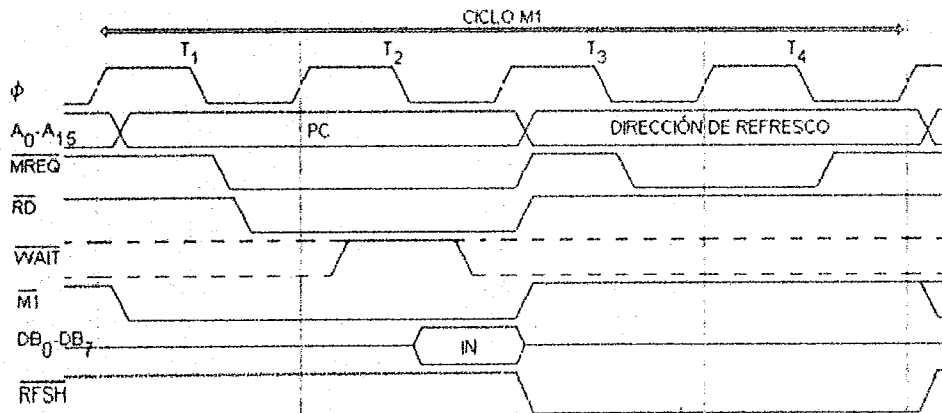 CICLO M1
T1 T2 T3 T4
ϕ
A0-A15 PC DIRECCIÓN DE REFRESCO
MREQ
RD
WAIT
M1
DB0-DB7 IN
RFSH